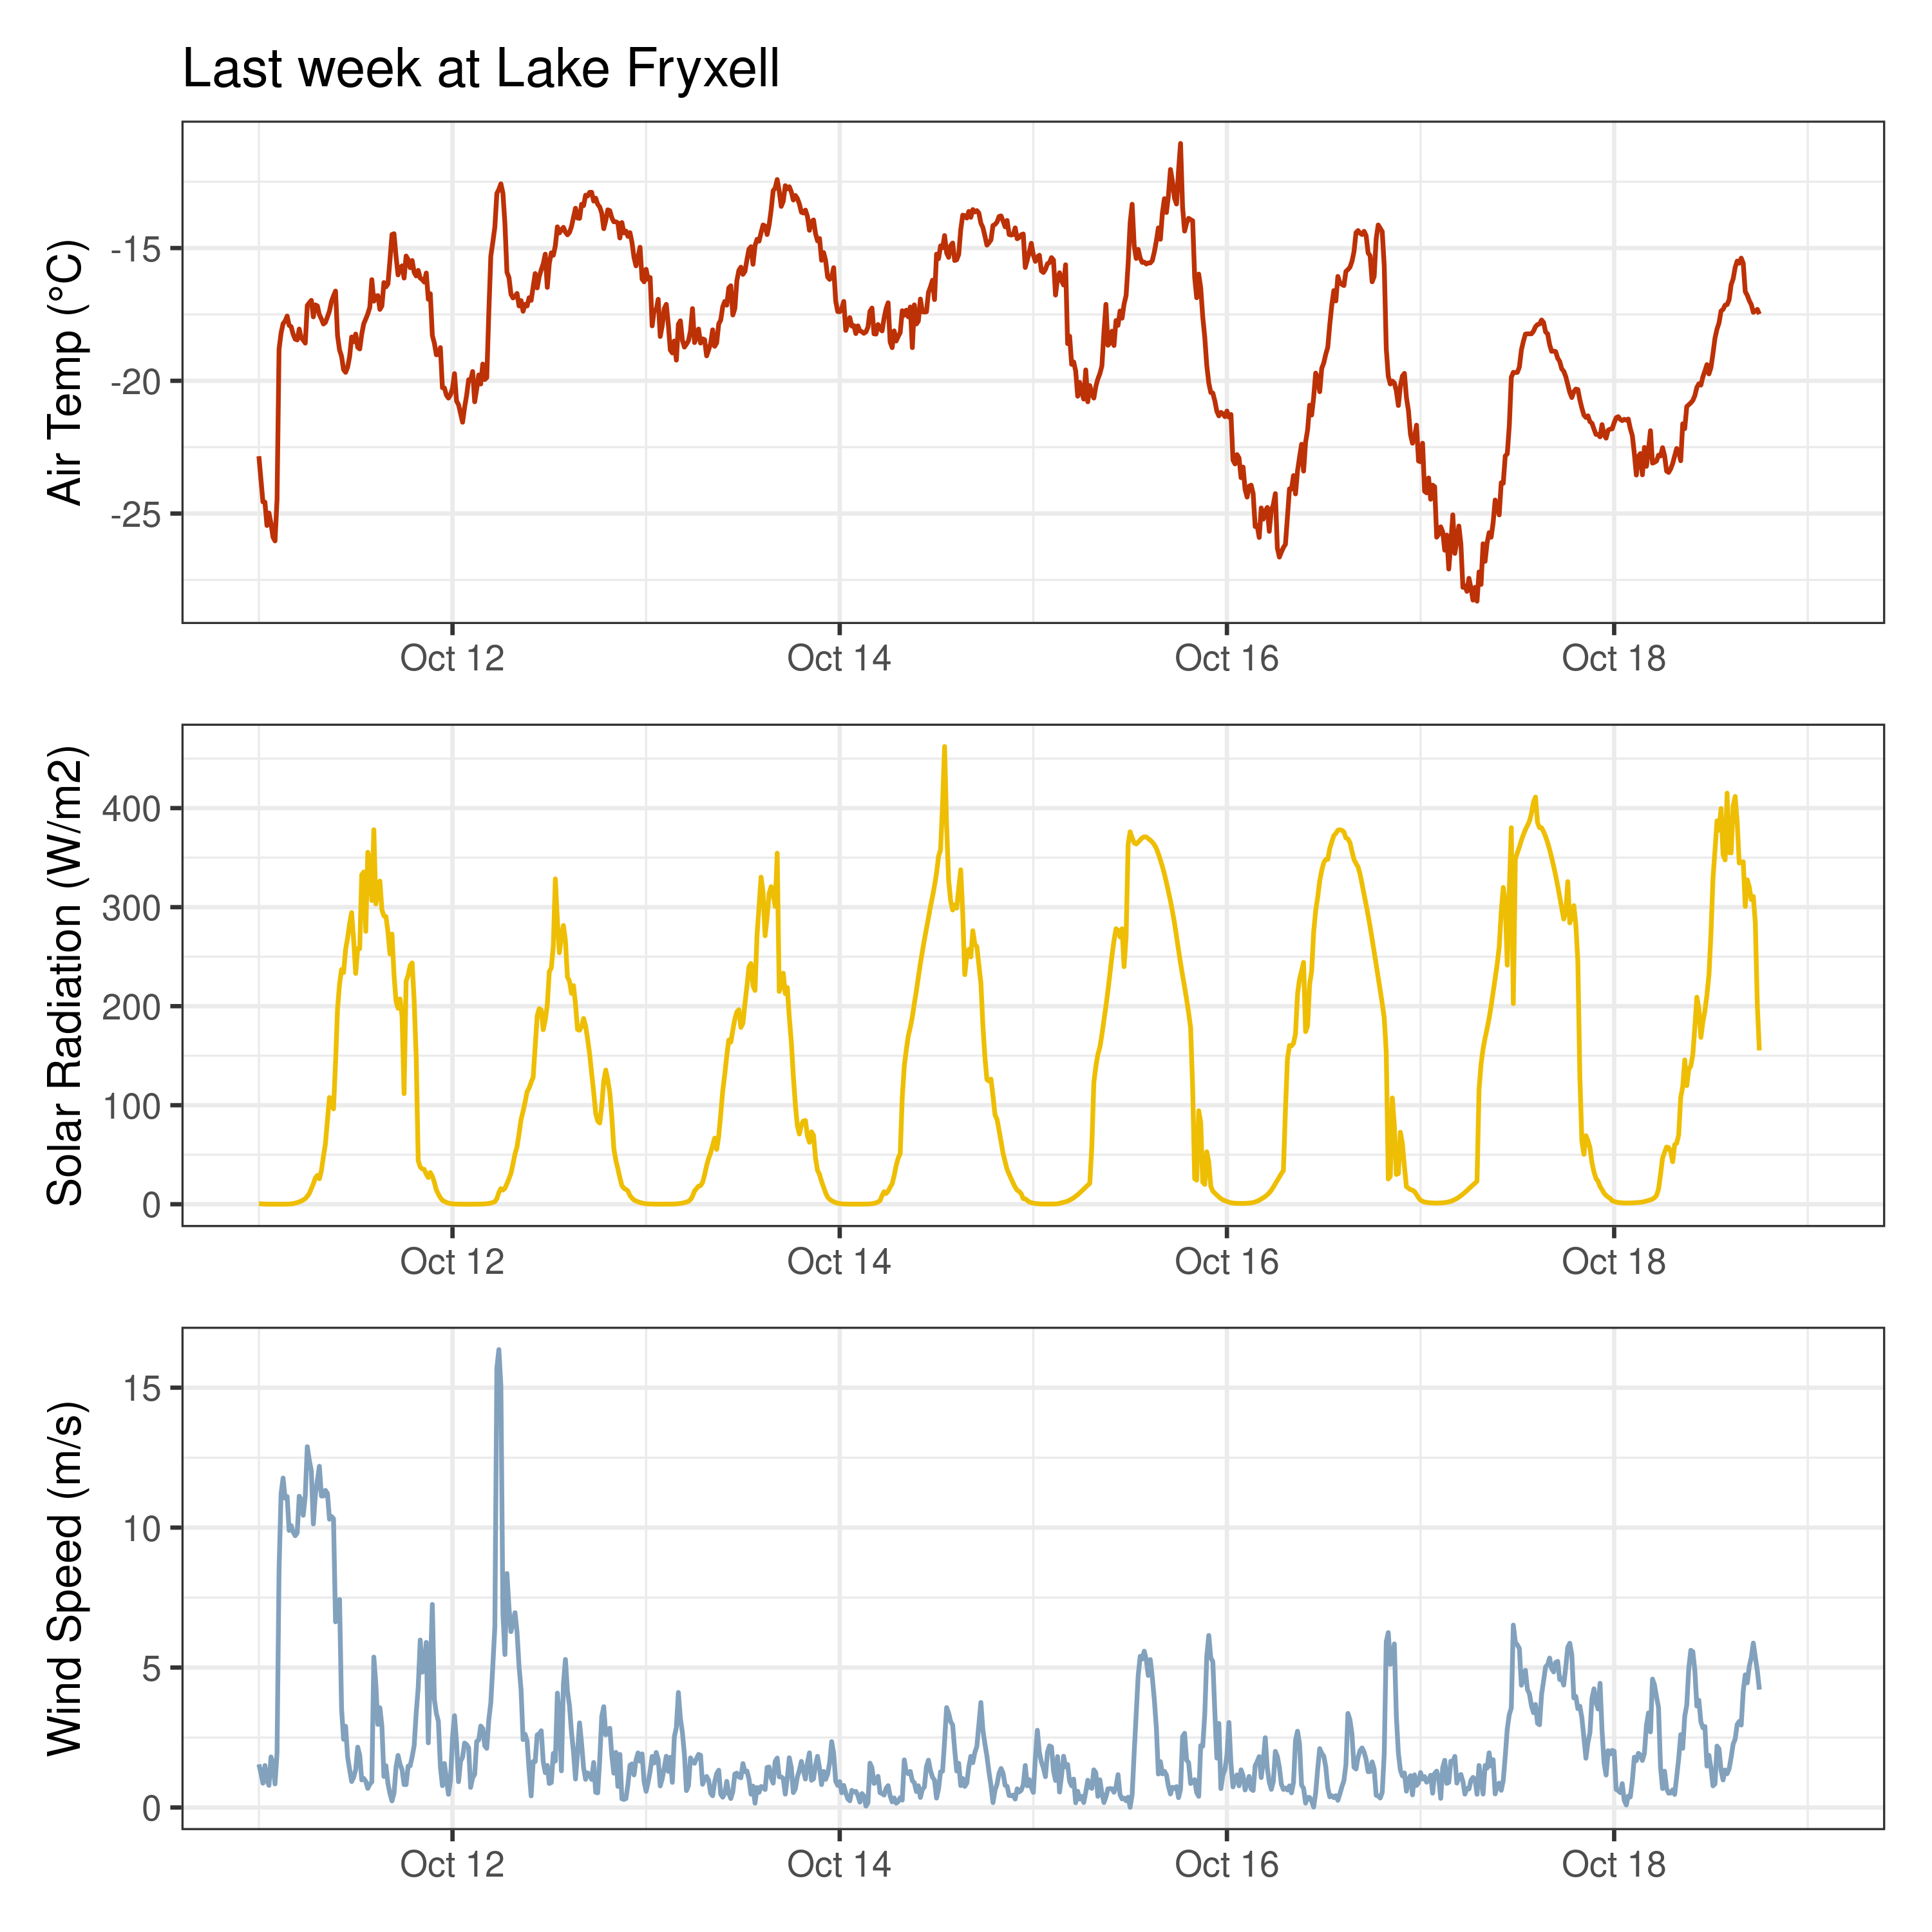 Last week at Lake Fryxell
Air Temp (°C)
-15
-20
-25
Oct 12 Oct 14 Oct 16 Oct 18
Solar Radiation (W/m2)
400
300
200
100
0
Oct 12 Oct 14 Oct 16 Oct 18
Wind Speed (m/s)
15
10
5
0
Oct 12 Oct 14 Oct 16 Oct 18